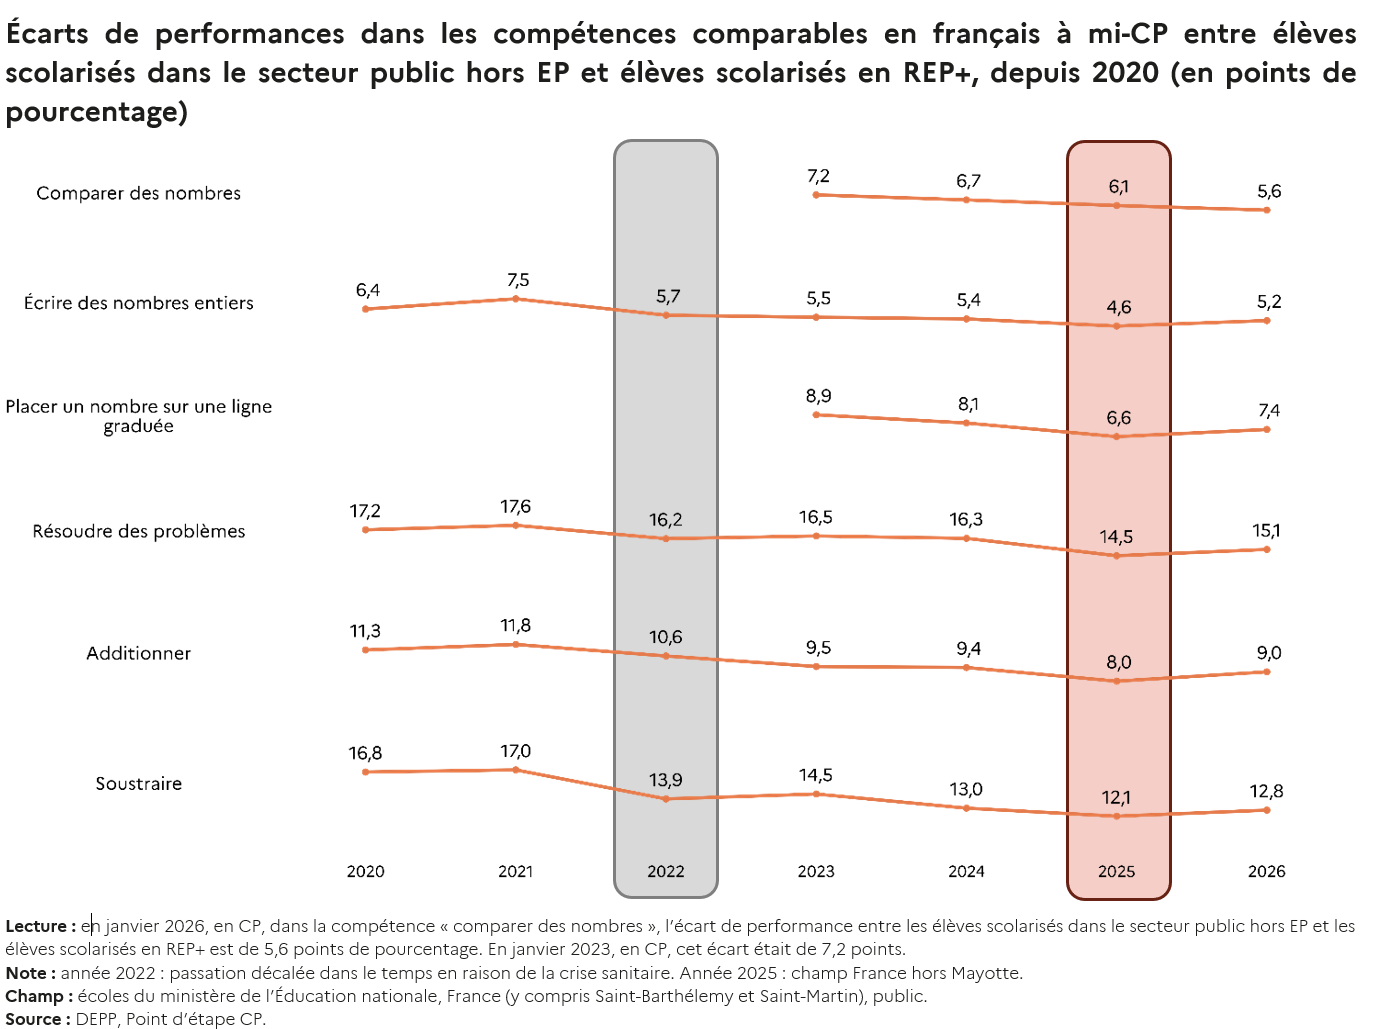 Écarts de performances dans les compétences comparables en français à mi-CP entre élèves
scolarisés dans le secteur public hors EP et élèves scolarisés en REP+, depuis 2020 (en points de
pourcentage)
Comparer des nombres
7,2 6,7 6,1 5,6
Écrire des nombres entiers
6,4 7,5 5,7 5,5 5,4 4,6 5,2
Placer un nombre sur une ligne
graduée
8,9 8,1 6,6 7,4
Résoudre des problèmes
17,2 17,6 16,2 16,5 16,3 14,5 15,1
Additionner
11,3 11,8 10,6 9,5 9,4 8,0 9,0
Soustraire
16,8 17,0 13,9 14,5 13,0 12,1 12,8
2020 2021 2022 2023 2024 2025 2026
Lecture : en janvier 2026, en CP, dans la compétence « comparer des nombres », l'écart de performance entre les élèves scolarisés dans le secteur public hors EP et les
élèves scolarisés en REP+ est de 5,6 points de pourcentage. En janvier 2023, en CP, cet écart était de 7,2 points.
Note : année 2022 : passation décalée dans le temps en raison de la crise sanitaire. Année 2025 : champ France hors Mayotte.
Champ : écoles du ministère de l'Éducation nationale, France (y compris Saint-Barthélemy et Saint-Martin), public.
Source : DEPP, Point d'étape CP.